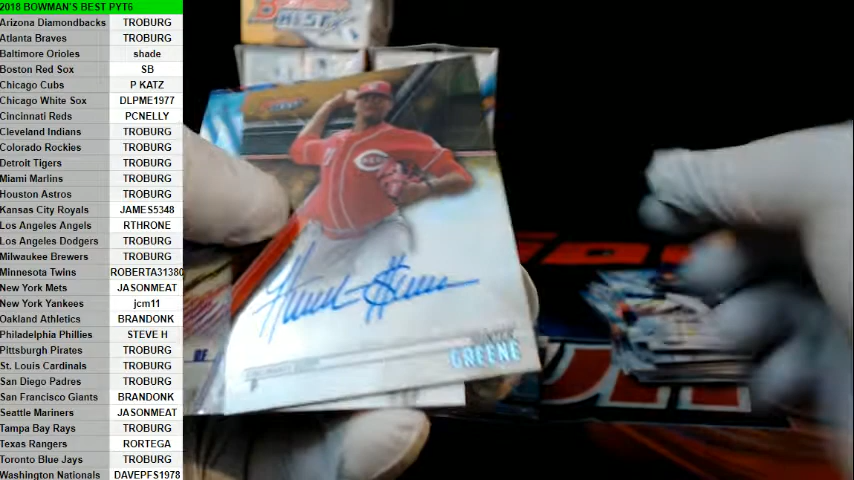 2018 BOWMAN'S BEST PYT6
Arizona Diamondbacks TROBURG
Atlanta Braves TROBURG
Baltimore Orioles shade
Boston Red Sox SB
Chicago Cubs P KATZ
Chicago White Sox DLPME1977
Cincinnati Reds PCNELLY
Cleveland Indians TROBURG
Colorado Rockies TROBURG
Detroit Tigers TROBURG
Miami Marlins TROBURG
Houston Astros TROBURG
Kansas City Royals JAMES5348
Los Angeles Angels RTHRONE
Los Angeles Dodgers TROBURG
Milwaukee Brewers TROBURG
Minnesota Twins ROBERTA31380
New York Mets JASONMEAT
New York Yankees jcm11
Oakland Athletics BRANDONK
Philadelphia Phillies STEVE H
Pittsburgh Pirates TROBURG
St. Louis Cardinals TROBURG
San Diego Padres TROBURG
San Francisco Giants BRANDONK
Seattle Mariners JASONMEAT
Tampa Bay Rays TROBURG
Texas Rangers RORTEGA
Toronto Blue Jays TROBURG
Washington Nationals DAVEPFS1978
BEST
GREENE